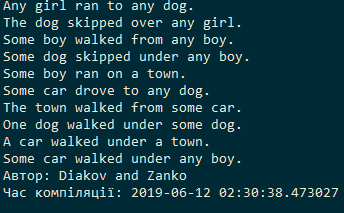 Any girl ran to any dog.
The dog skipped over any girl.
Some boy walked from any boy.
Some dog skipped under any boy.
Some boy ran on a town.
Some car drove to any dog.
The town walked from some car.
One dog walked under some dog.
A car walked under a town.
Some car walked under any boy.
Автор: Diakov and Zanko
Час компіляції: 2019-06-12 02:30:38.473027